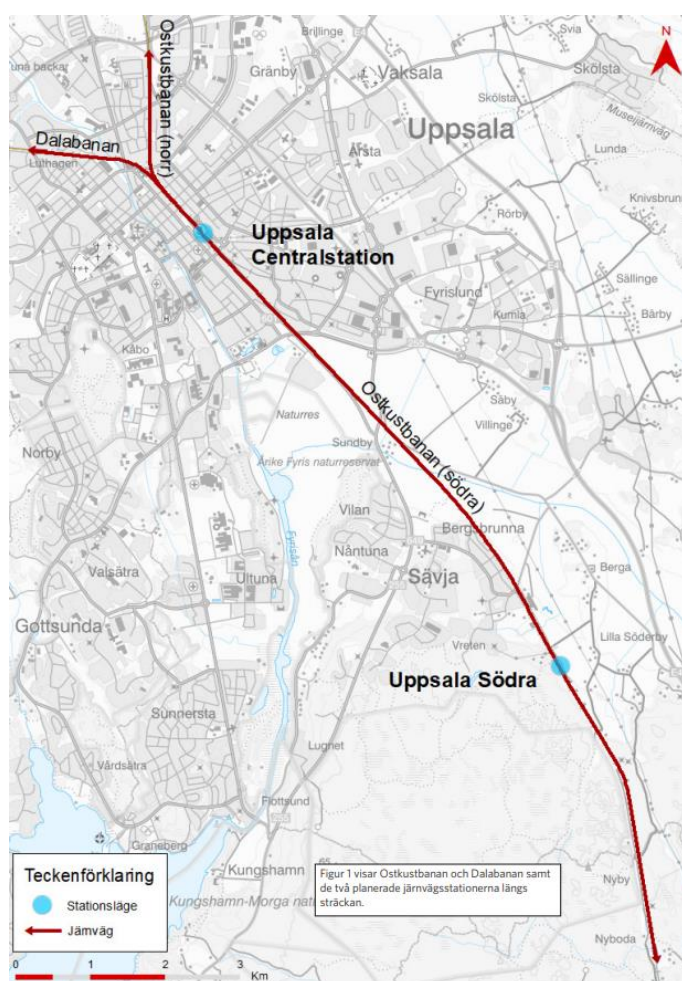 N
Ostkustbanan (norr)
Brillinge
Svia
Gränby
Vaksala
Skölsta
Skölsta
Museijärnväg
Uppsala
Dalabanan
Luthagen
Årsta
Lunda
Knivsbrun
Rörby
Uppsala
Centralstation
Sällinge
Fyrislund
Bärby
Kumla
Kåbo
Säby
Villinge
Ostkustbanan (södra)
Naturres
Norby
Sundby
Årike Fyris naturreservat
Vilan
Fyrisån
Bergsbrunna
Nåntuna
Valsätra
Ultuna
Sävja
Berga
Gottsunda
Lilla Söderby
Vreten
Uppsala Södra
Sunnersta
Lugnet
Vårdsätra
Flottsund
Graneberg
Kungshamn
Kungshamn-Morga nat
Nyby
Nyboda
Figur 1 visar Ostkustbanan och Dalabanan samt
de två planerade järnvägsstationerna längs
sträckan.
Teckenförklaring
Stationsläge
Järnväg
0 1 2 3
Km